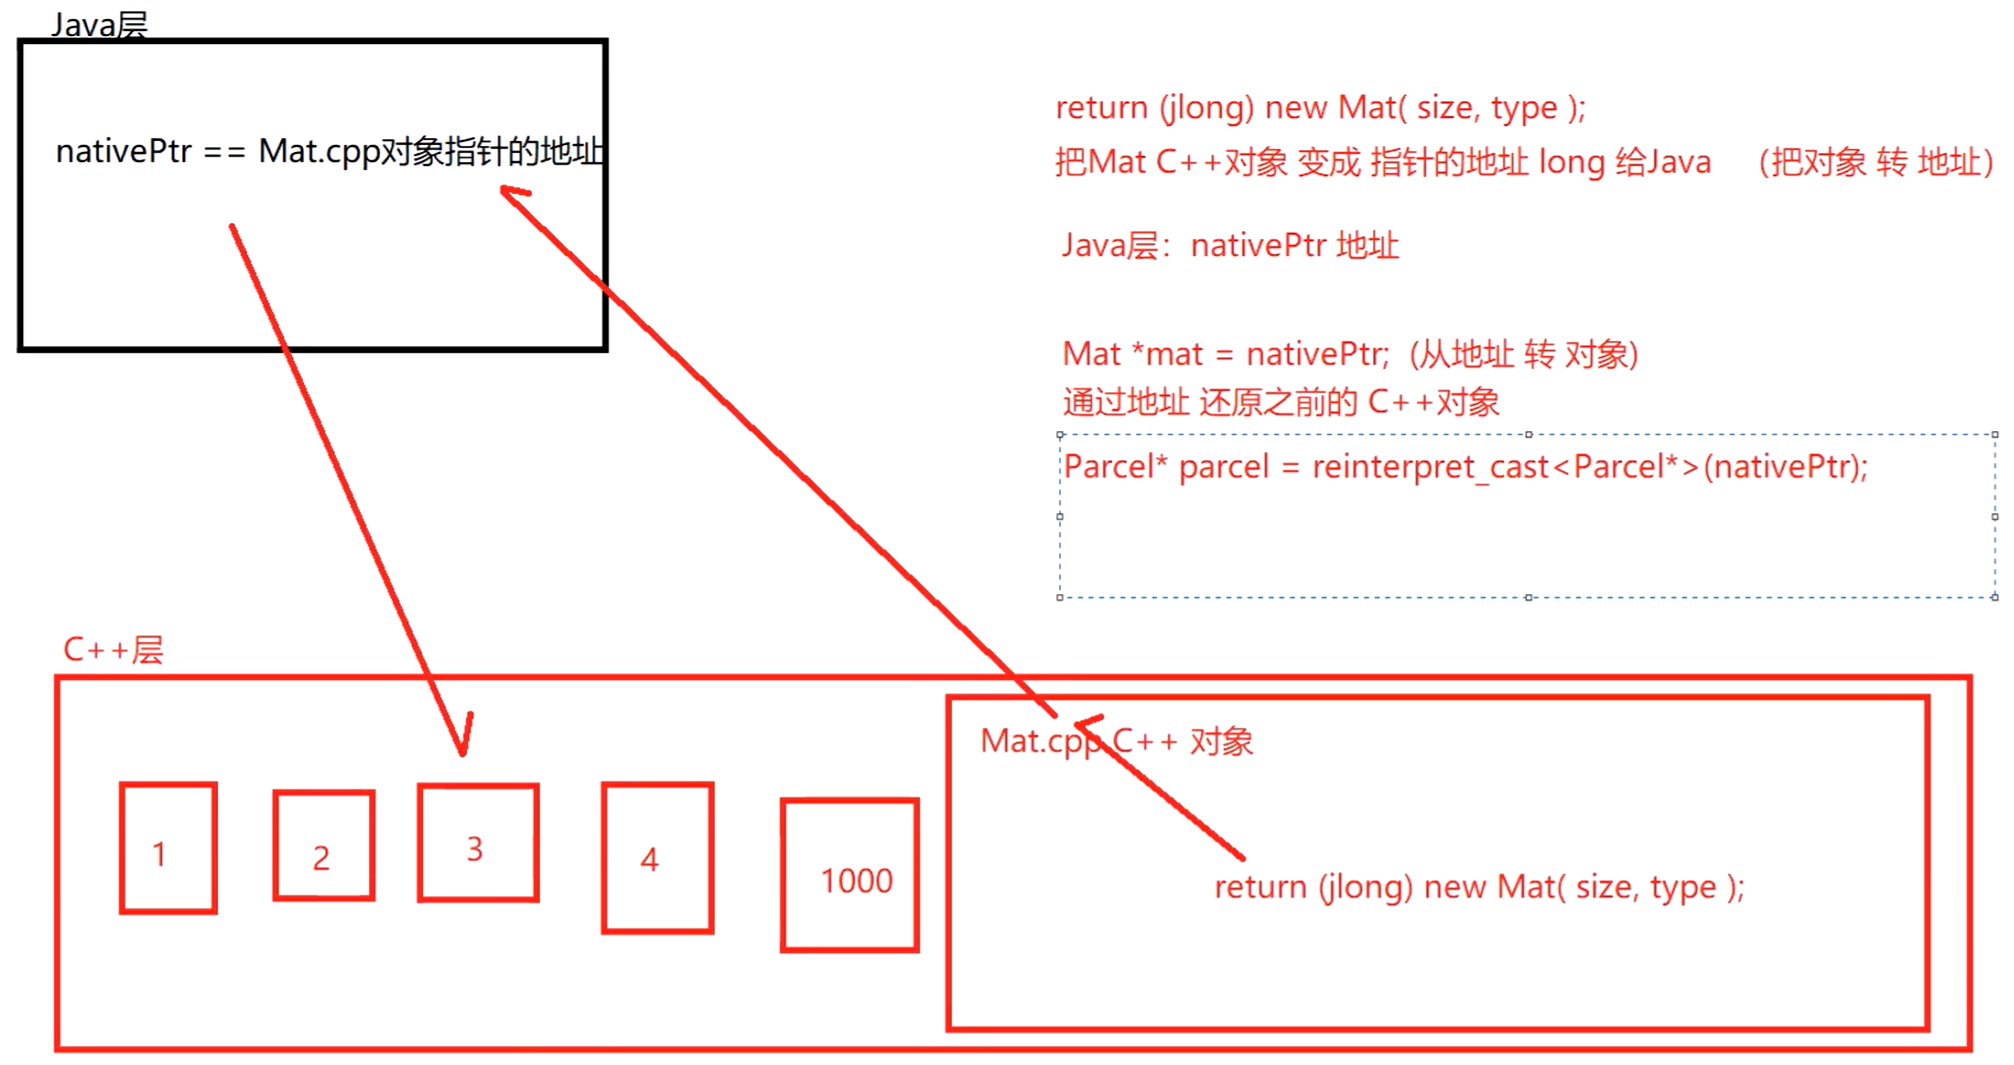 Java层
nativePtr == Mat.cpp对象指针的地址
return (jlong) new Mat( size, type );
把Mat C++对象 变成 指针的地址 long 给Java （把对象 转 地址）
Java层：nativePtr 地址
Mat *mat = nativePtr; (从地址 转 对象)
通过地址 还原之前的 C++对象
Parcel* parcel = reinterpret_cast<Parcel*>(nativePtr);
C++层
Mat.cpp C++ 对象
1
2
3
4
1000
return (jlong) new Mat( size, type );